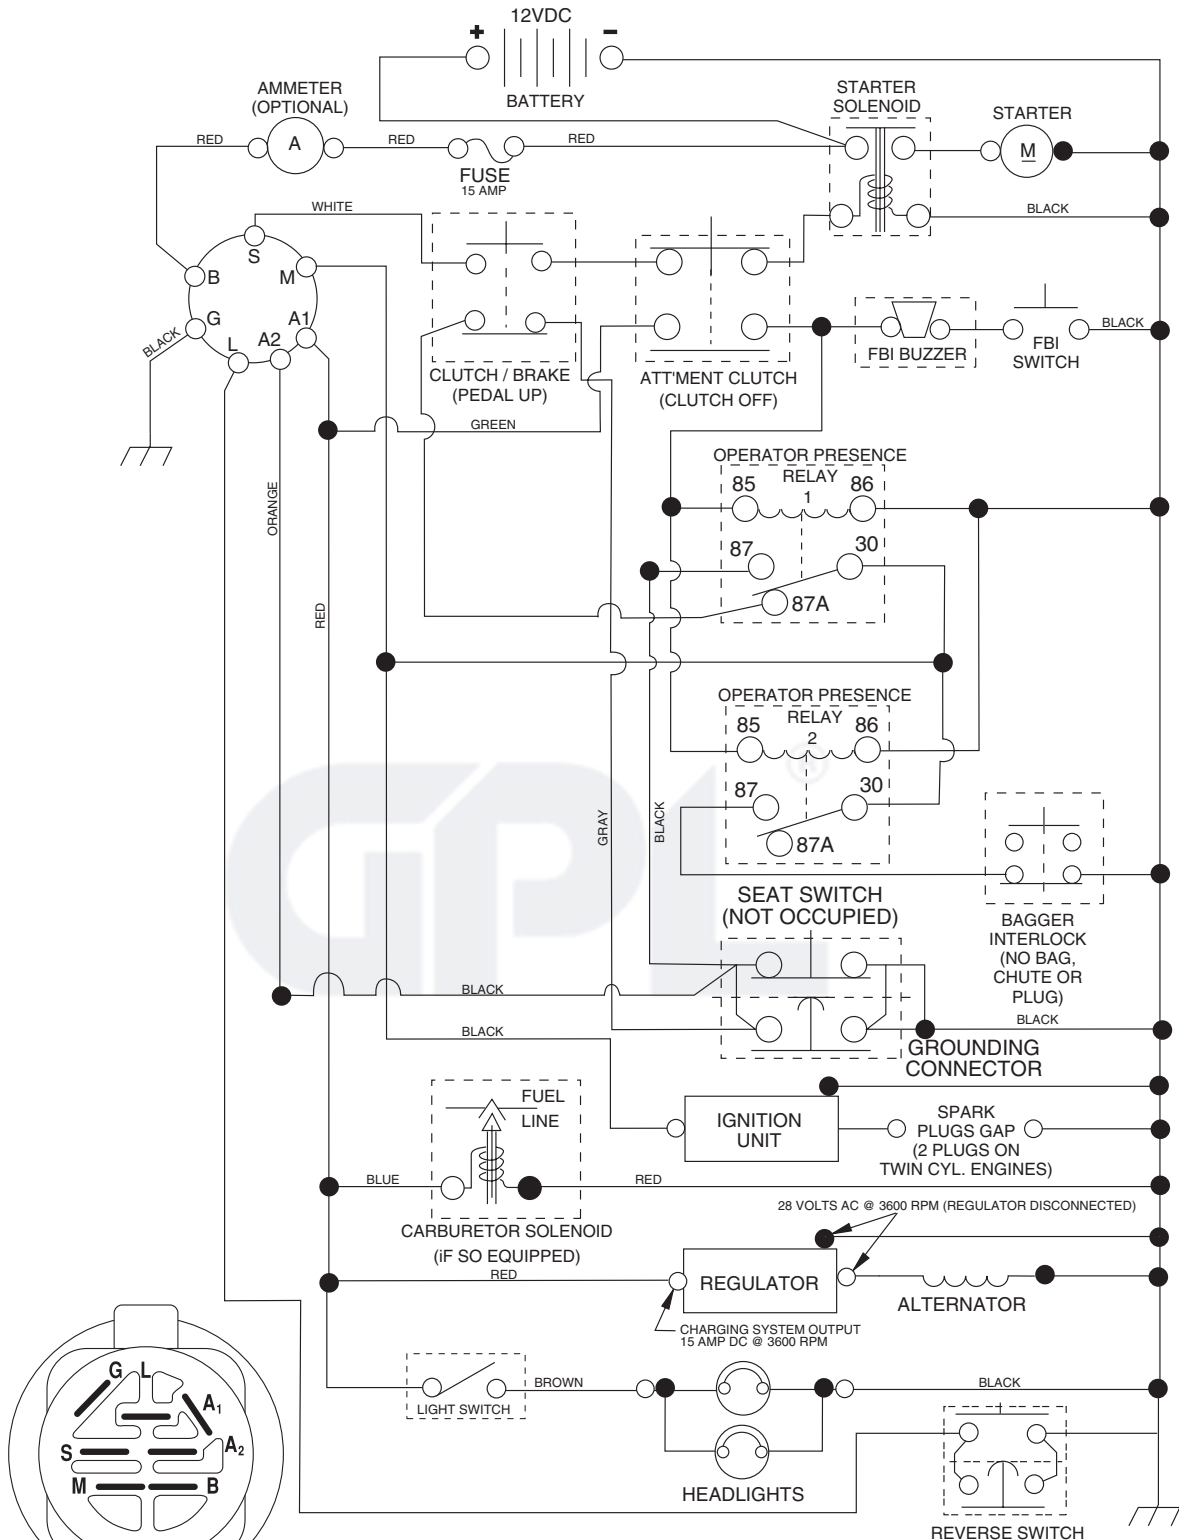 12VDC
+
-
BATTERY
AMMETER
(OPTIONAL)
RED
A
RED
FUSE
15 AMP
RED
STARTER
SOLENOID
STARTER
M
BLACK
WHITE
S
B
M
G
A1
A2
L
BLACK
CLUTCH / BRAKE
(PEDAL UP)
ATT'MENT CLUTCH
(CLUTCH OFF)
FBI BUZZER
FBI
SWITCH
BLACK
GREEN
ORANGE
RED
OPERATOR PRESENCE
RELAY
1
85
86
87
30
87A
OPERATOR PRESENCE
RELAY
2
85
86
87
30
87A
GRAY
BLACK
GPL
®
SEAT SWITCH
(NOT OCCUPIED)
BAGGER
INTERLOCK
(NO BAG,
CHUTE OR
PLUG)
BLACK
BLACK
BLACK
GROUNDING
CONNECTOR
FUEL
LINE
IGNITION
UNIT
SPARK
PLUGS GAP
(2 PLUGS ON
TWIN CYL. ENGINES)
BLUE
RED
CARBURETOR SOLENOID
(iF SO EQUIPPED)
28 VOLTS AC @ 3600 RPM (REGULATOR DISCONNECTED)
RED
REGULATOR
ALTERNATOR
CHARGING SYSTEM OUTPUT
15 AMP DC @ 3600 RPM
G
L
A1
A2
S
M
B
LIGHT SWITCH
BROWN
BLACK
HEADLIGHTS
REVERSE SWITCH